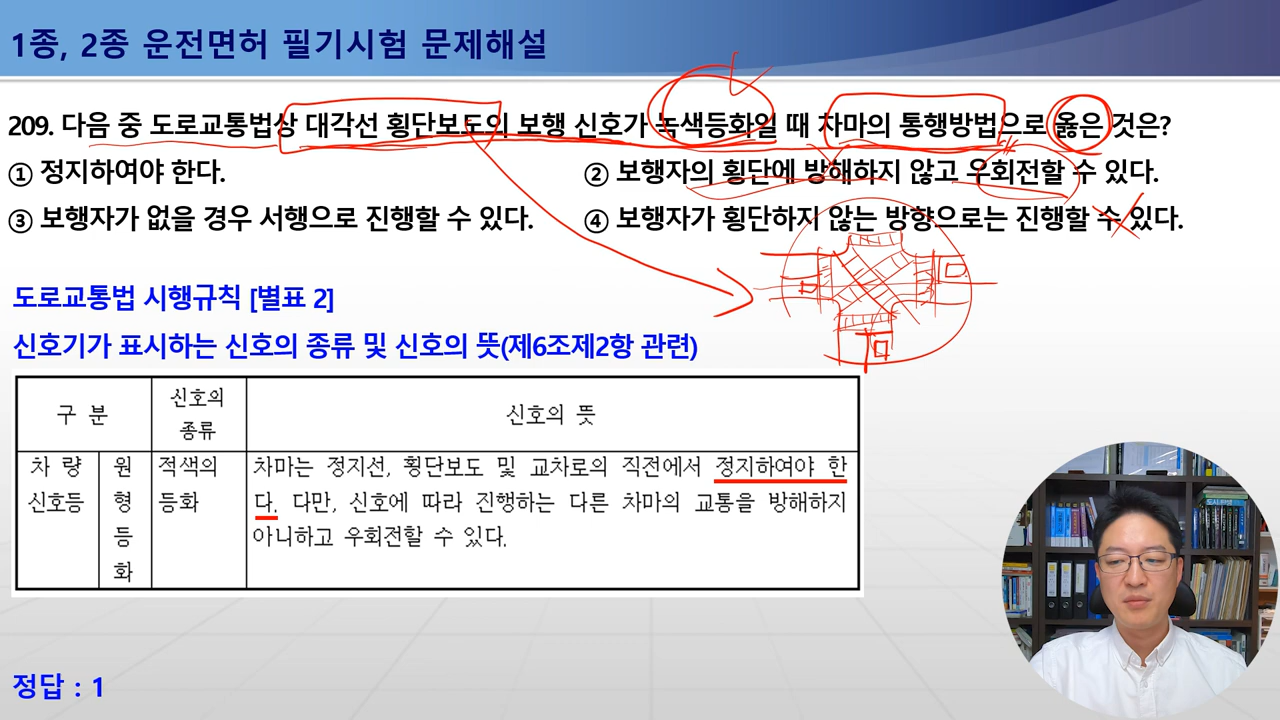 1종, 2종 운전면허 필기시험 문제해설
209. 다음 중 도로교통법상 대각선 횡단보도의 보행 신호가 녹색등화일 때 차마의 통행방법으로 옳은 것은?
① 정지하여야 한다.
② 보행자의 횡단에 방해하지 않고 우회전할 수 있다.
③ 보행자가 없을 경우 서행으로 진행할 수 있다.
④ 보행자가 횡단하지 않는 방향으로는 진행할 수 있다.
도로교통법 시행규칙 [별표 2]
신호기가 표시하는 신호의 종류 및 신호의 뜻(제6조제2항 관련)
구 분
신호의
종류
신호의 뜻
차 량
신호등
원
형
등
화
적색의
등화
차마는 정지선, 횡단보도 및 교차로의 직전에서 정지하여야 한
다. 다만, 신호에 따라 진행하는 다른 차마의 교통을 방해하지
아니하고 우회전할 수 있다.
정답 : 1